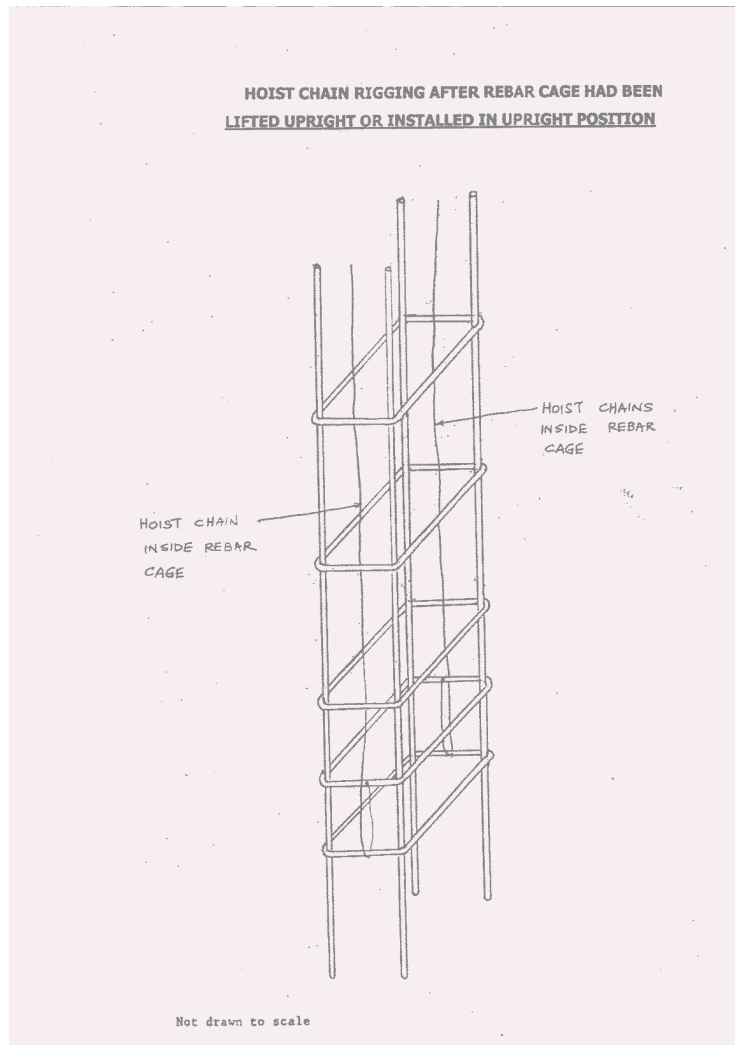 HOIST CHAIN RIGGING AFTER REBAR CAGE HAD BEEN
LIFTED UPRIGHT OR INSTALLED IN UPRIGHT POSITION
HOIST CHAINS
INSIDE REBAR
CAGE
HOIST CHAIN
INSIDE REBAR
CAGE
Not drawn to scale